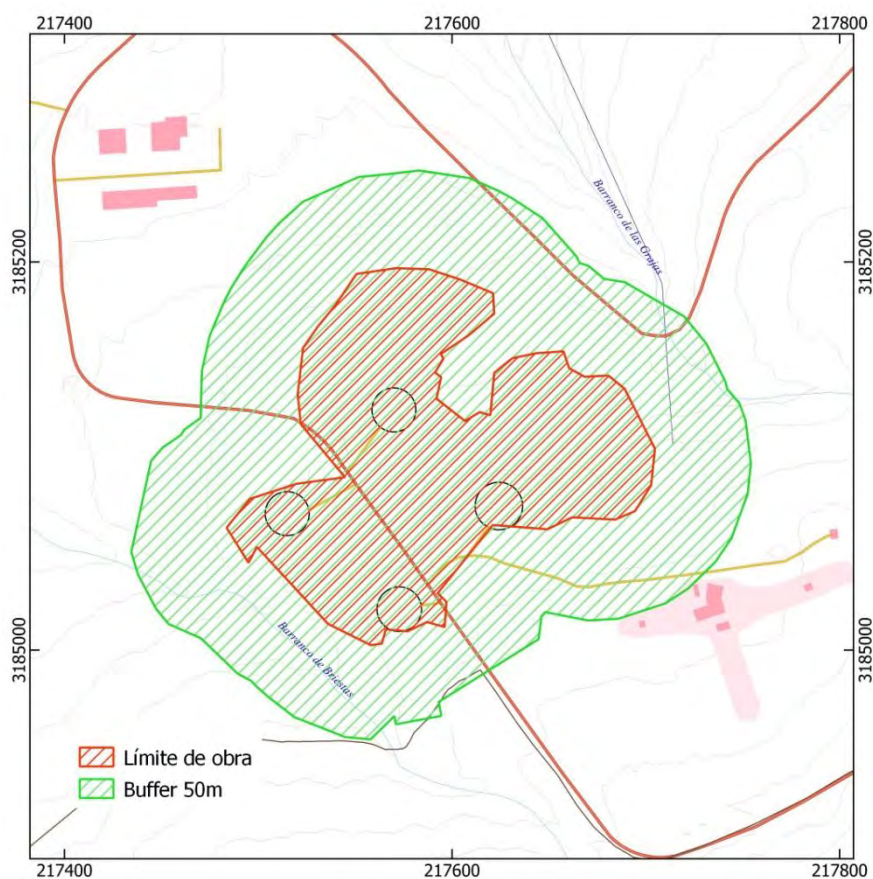 217400
217600
217800
3185200
3185200
Barranco de las Grajas
3185000
3185000
Barranco de Briestas
Límite de obra
Buffer 50m
217400
217600
217800